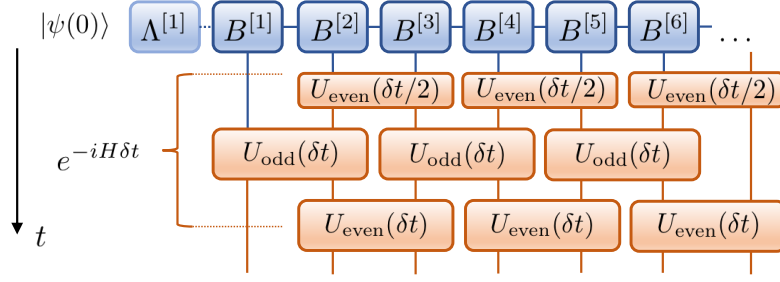 |ψ(0)⟩ Λ^[1] B^[1] B^[2] B^[3] B^[4] B^[5] B^[6] ...
U_even(δt/2) U_even(δt/2) U_even(δt/2)
e^{-iHδt} U_odd(δt) U_odd(δt) U_odd(δt)
t U_even(δt) U_even(δt) U_even(δt)